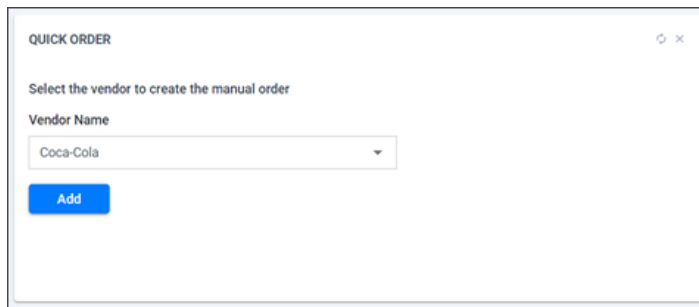 QUICK ORDER
Select the vendor to create the manual order
Vendor Name
Coca-Cola
Add